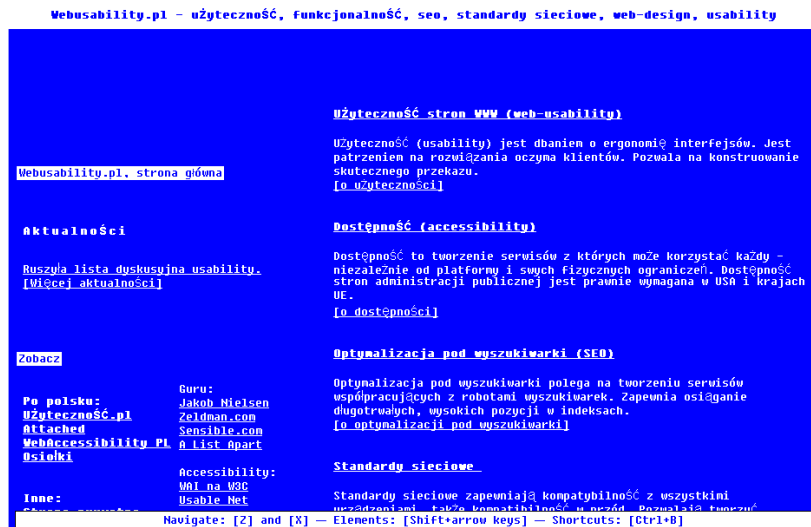 Webusability.pl - użyteczność, funkcjonalność, seo, standardy sieciowe, web-design, usability
Webusability.pl, strona główna
Aktualności
Ruszyła lista dyskusyjna usability.
[Więcej aktualności]
Zobacz
Po polsku:
Użyteczność.pl
Attached
WebAccessibility PL
Osiołki
Inne:
Guru:
Jakob Nielsen
Zeldman.com
Sensible.com
A List Apart
Accessibility:
WAI na W3C
Usable Net
Użyteczność stron WWW (web-usability)
Użyteczność (usability) jest dbaniem o ergonomię interfejsów. Jest
patrzeniem na rozwiązania oczyma klientów. Pozwala na konstruowanie
skutecznego przekazu.
[o użyteczności]
Dostępność (accessibility)
Dostępność to tworzenie serwisów z których może korzystać każdy -
niezależnie od platformy i swych fizycznych ograniczeń. Dostępność
stron administracji publicznej jest prawnie wymagana w USA i krajach
UE.
[o dostępności]
Optymalizacja pod wyszukiwarki (SEO)
Optymalizacja pod wyszukiwarki polega na tworzeniu serwisów
współpracujących z robotami wyszukiwarek. Zapewnia osiąganie
długotrwałych, wysokich pozycji w indeksach.
[o optymalizacji pod wyszukiwarki]
Standardy sieciowe
Standardy sieciowe zapewniają kompatybilność z wszystkimi
urządzeniami, także kompatibilność w przód. Pozwalają tworzyć
Navigate: [Z] and [X] — Elements: [Shift+arrow keys] — Shortcuts: [Ctrl+B]